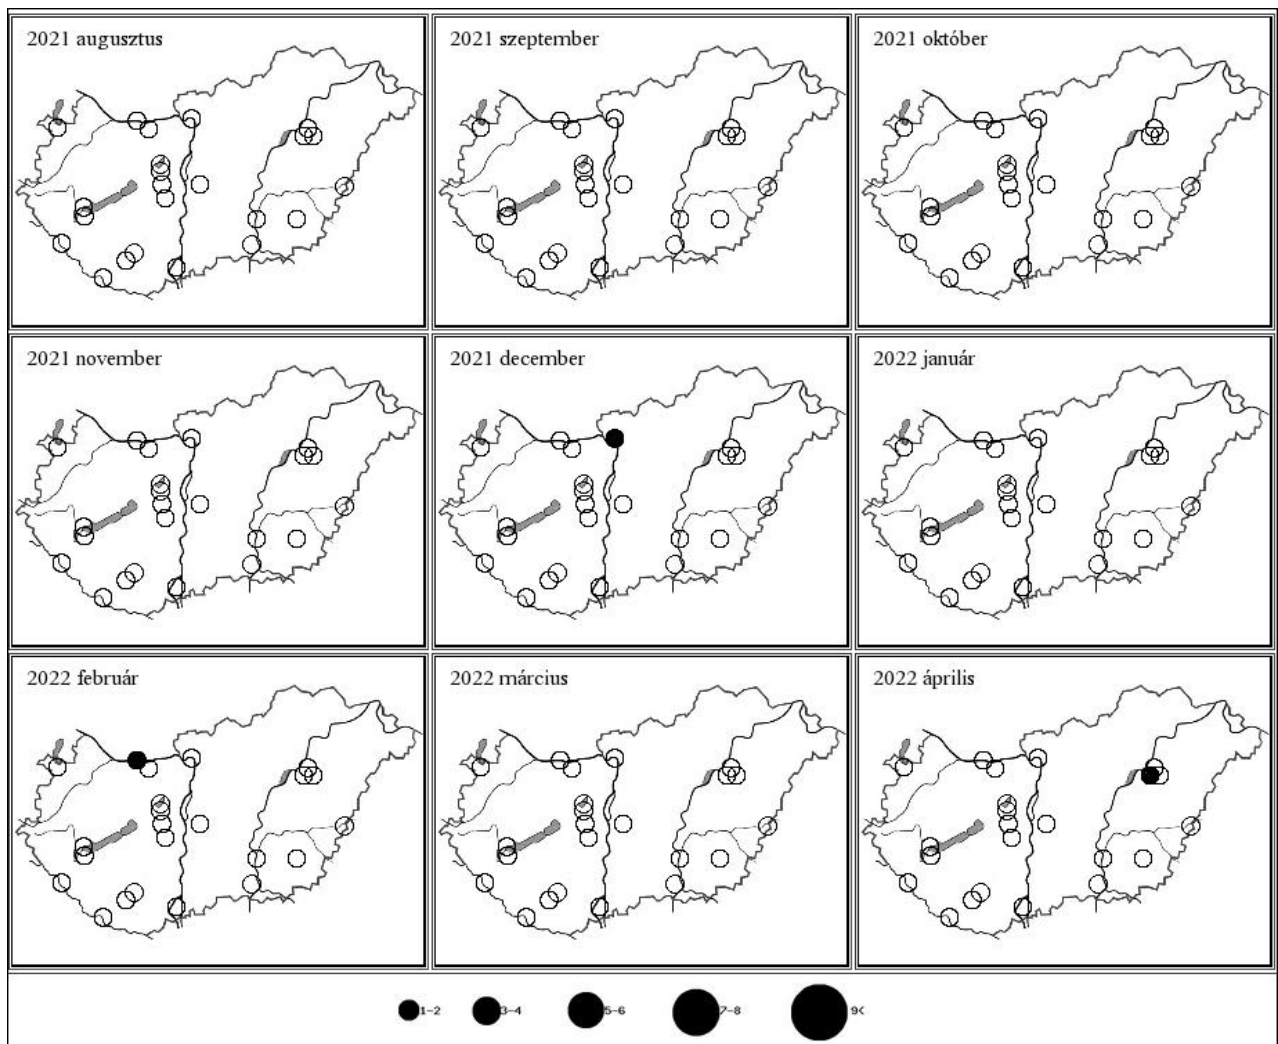 2021 augusztus
2021 szeptember
2021 október
2021 november
2021 december
2022 január
2022 február
2022 március
2022 április
1-2
3-4
5-6
7-8
9<